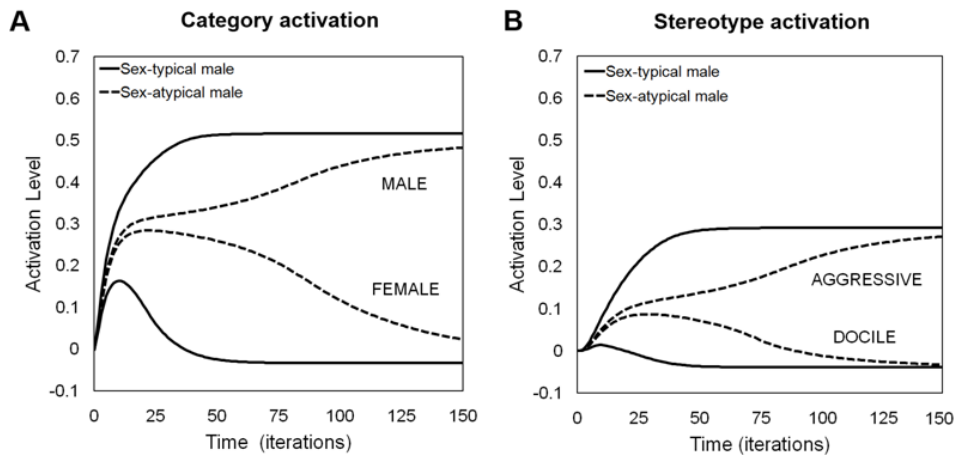 A
Category activation
0.7
0.6
0.5
0.4
0.3
0.2
0.1
0
-0.1
Activation Level
Sex-typical male
Sex-atypical male
MALE
FEMALE
0 25 50 75 100 125 150
Time (iterations)
B
Stereotype activation
0.7
0.6
0.5
0.4
0.3
0.2
0.1
0
-0.1
Activation Level
Sex-typical male
Sex-atypical male
AGGRESSIVE
DOCILE
0 25 50 75 100 125 150
Time (iterations)